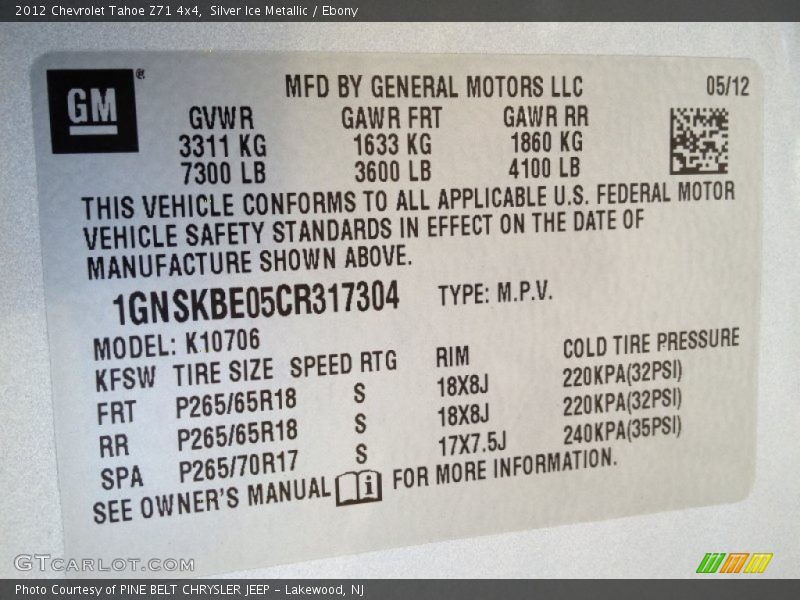 2012 Chevrolet Tahoe Z71 4x4, Silver Ice Metallic / Ebony
GM®
MFD BY GENERAL MOTORS LLC 05/12
GVWR GAWR FRT GAWR RR
3311 KG 1633 KG 1860 KG
7300 LB 3600 LB 4100 LB
THIS VEHICLE CONFORMS TO ALL APPLICABLE U.S. FEDERAL MOTOR
VEHICLE SAFETY STANDARDS IN EFFECT ON THE DATE OF
MANUFACTURE SHOWN ABOVE.
1GNSKBE05CR317304 TYPE: M.P.V.
MODEL: K10706
KFSW TIRE SIZE SPEED RTG RIM COLD TIRE PRESSURE
FRT P265/65R18 S 18X8J 220KPA(32PSI)
RR P265/65R18 S 18X8J 220KPA(32PSI)
SPA P265/70R17 S 17X7.5J 240KPA(35PSI)
SEE OWNER'S MANUAL i FOR MORE INFORMATION.
GTCARLOT.COM
Photo Courtesy of PINE BELT CHRYSLER JEEP - Lakewood, NJ